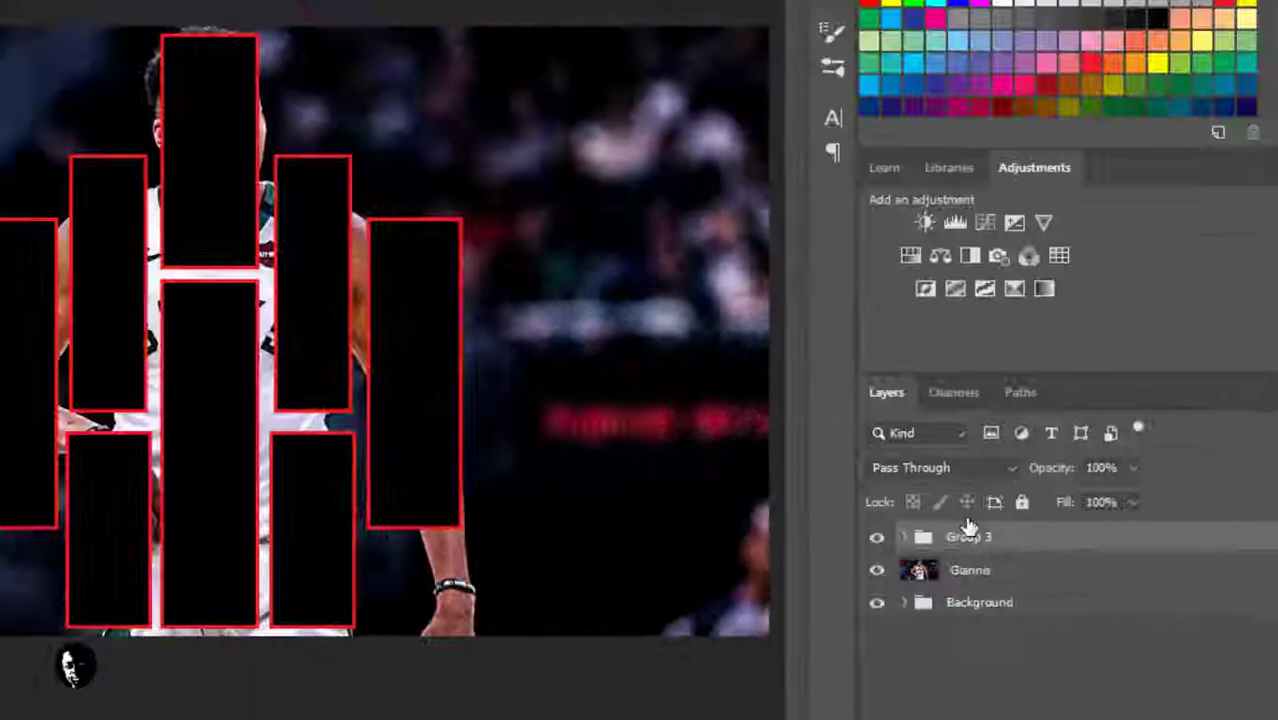 Learn Libraries Adjustments
Add an adjustment
Layers Channels Paths
Kind
Pass Through Opacity: 100%
Lock: Fill: 100%
Group 3
Giannis
Background